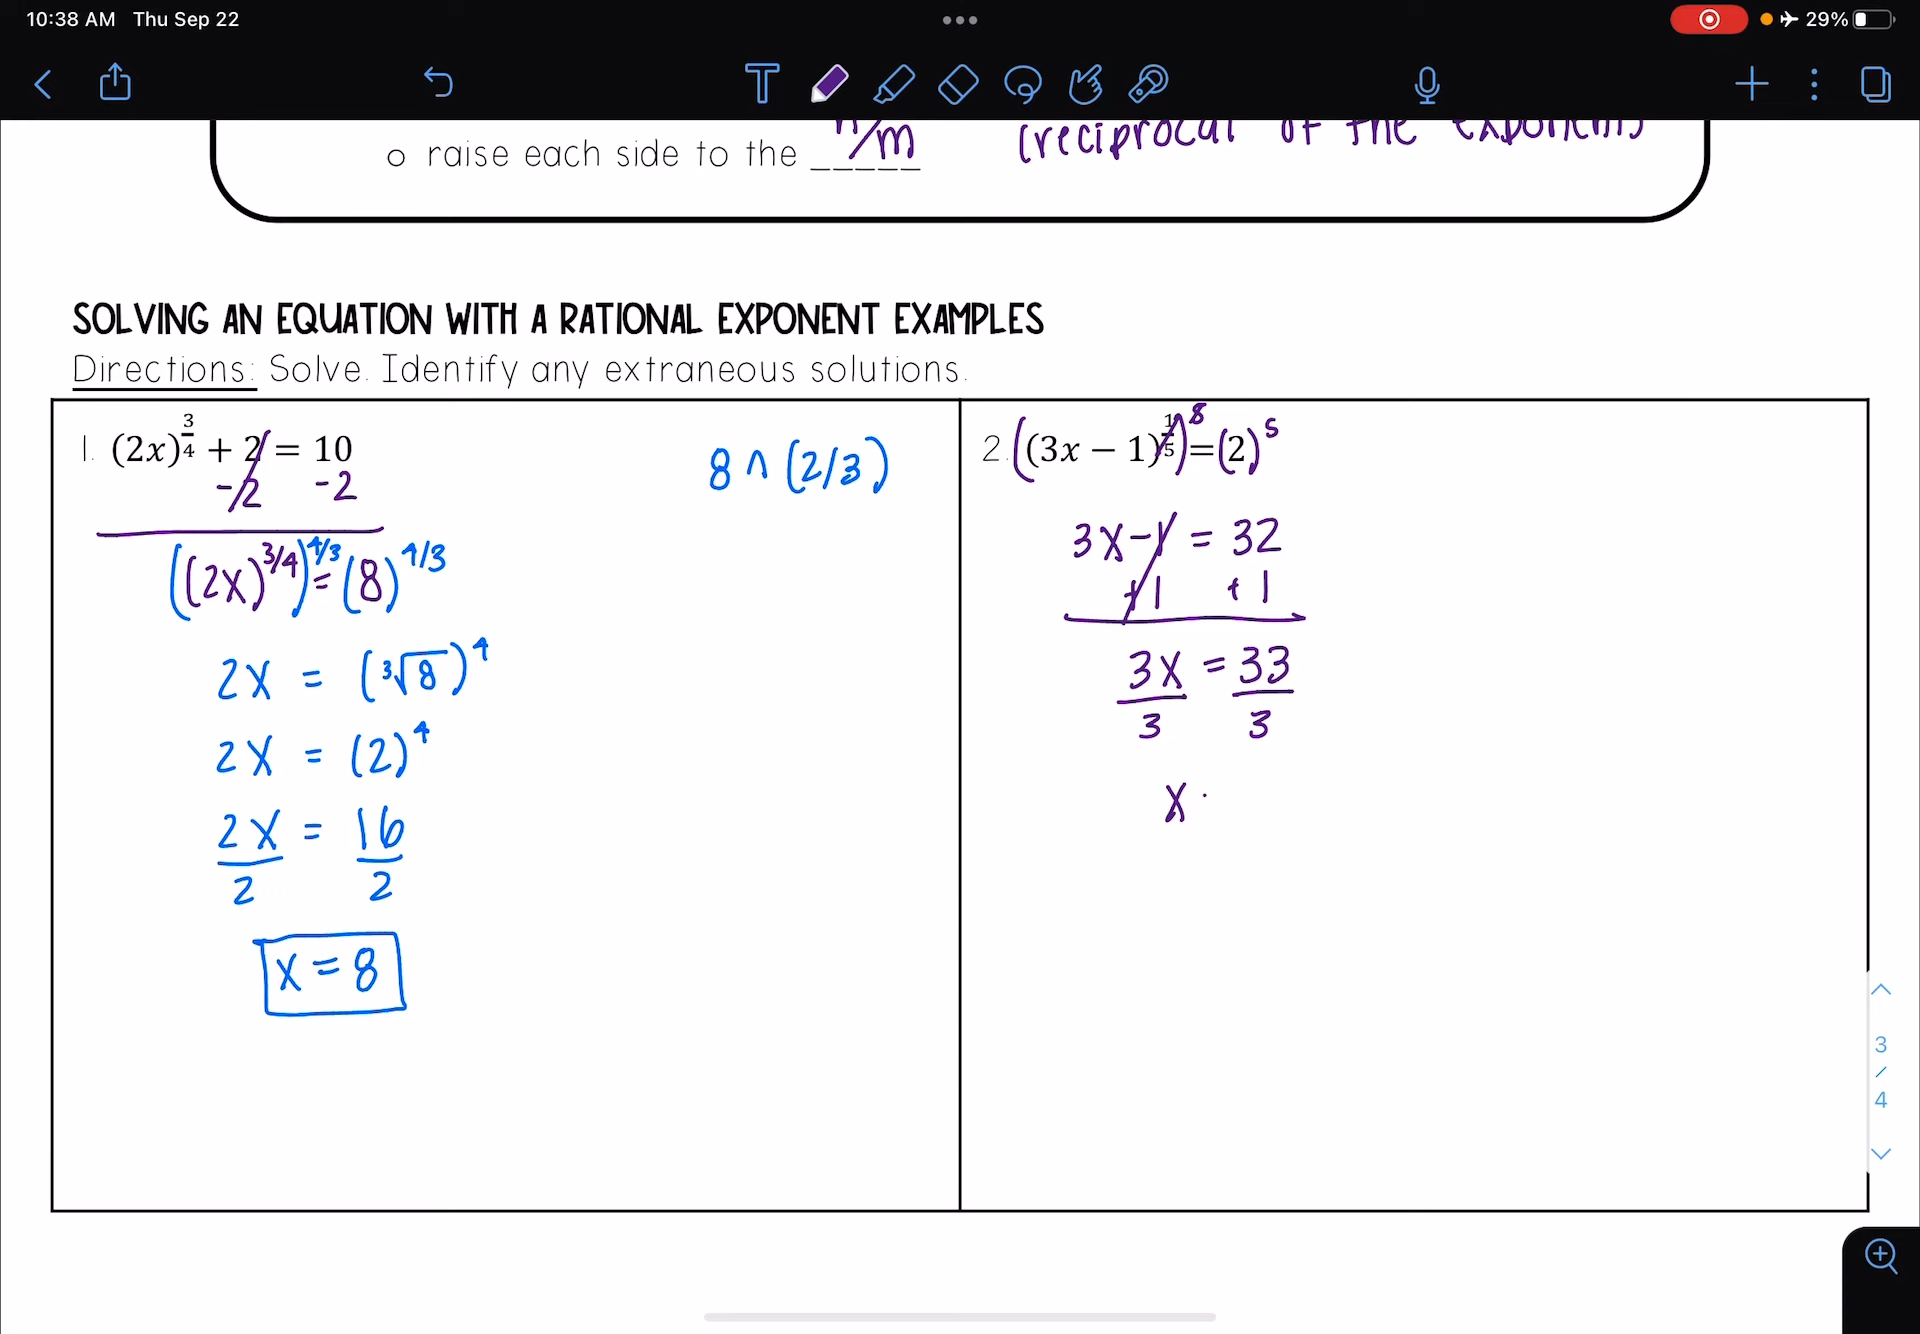 10:38 AM Thu Sep 22
29%
T
o raise each side to the n/m (reciprocal of the exponent)
SOLVING AN EQUATION WITH A RATIONAL EXPONENT EXAMPLES
Directions: Solve. Identify any extraneous solutions.
1. (2x)^(3/4) + 2 = 10
-2 -2
((2x)^(3/4))^(4/3) = (8)^(4/3)
2x = (³√8)^4
2x = (2)^4
2x = 16
2 2
x = 8
8 ^ (2/3)
2. ((3x − 1)^(1/5))^8 = (2)^5
3x - 1 = 32
+1 +1
3x = 33
3 3
x
3
/
4